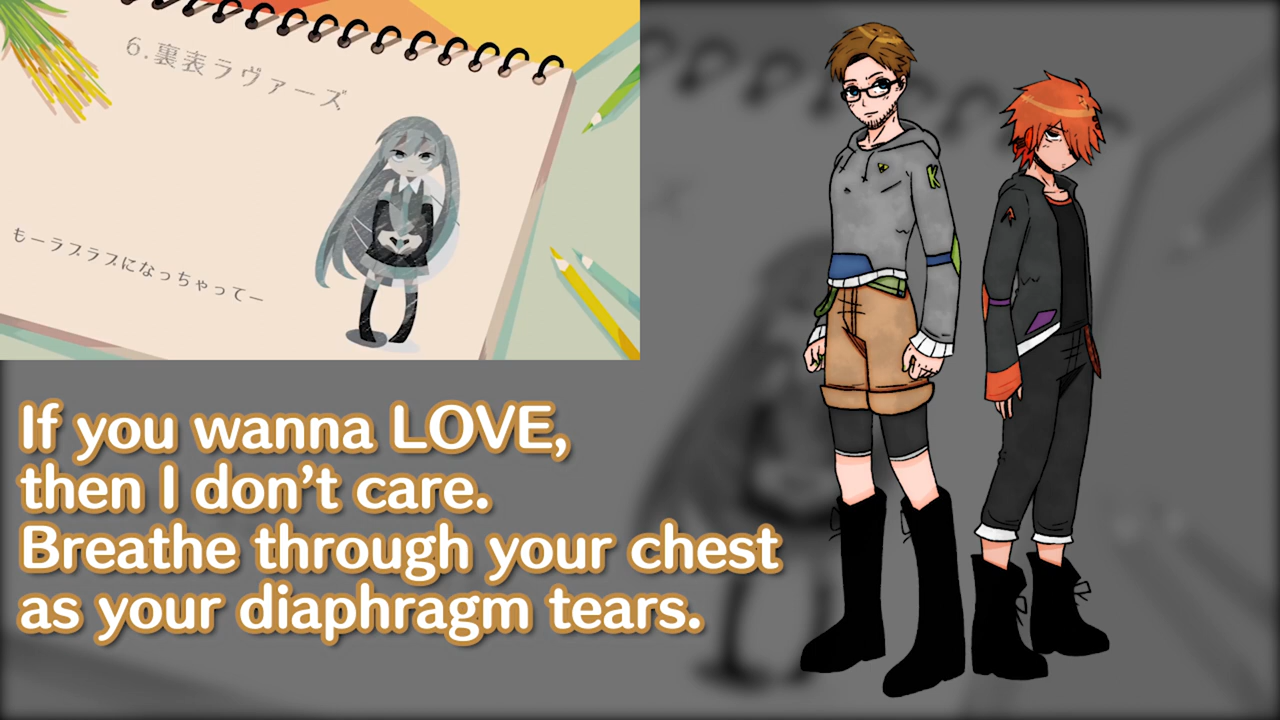 6.裏表ラヴァーズ
もーラブラブになっちゃってー
If you wanna LOVE,
then I don't care.
Breathe through your chest
as your diaphragm tears.
K